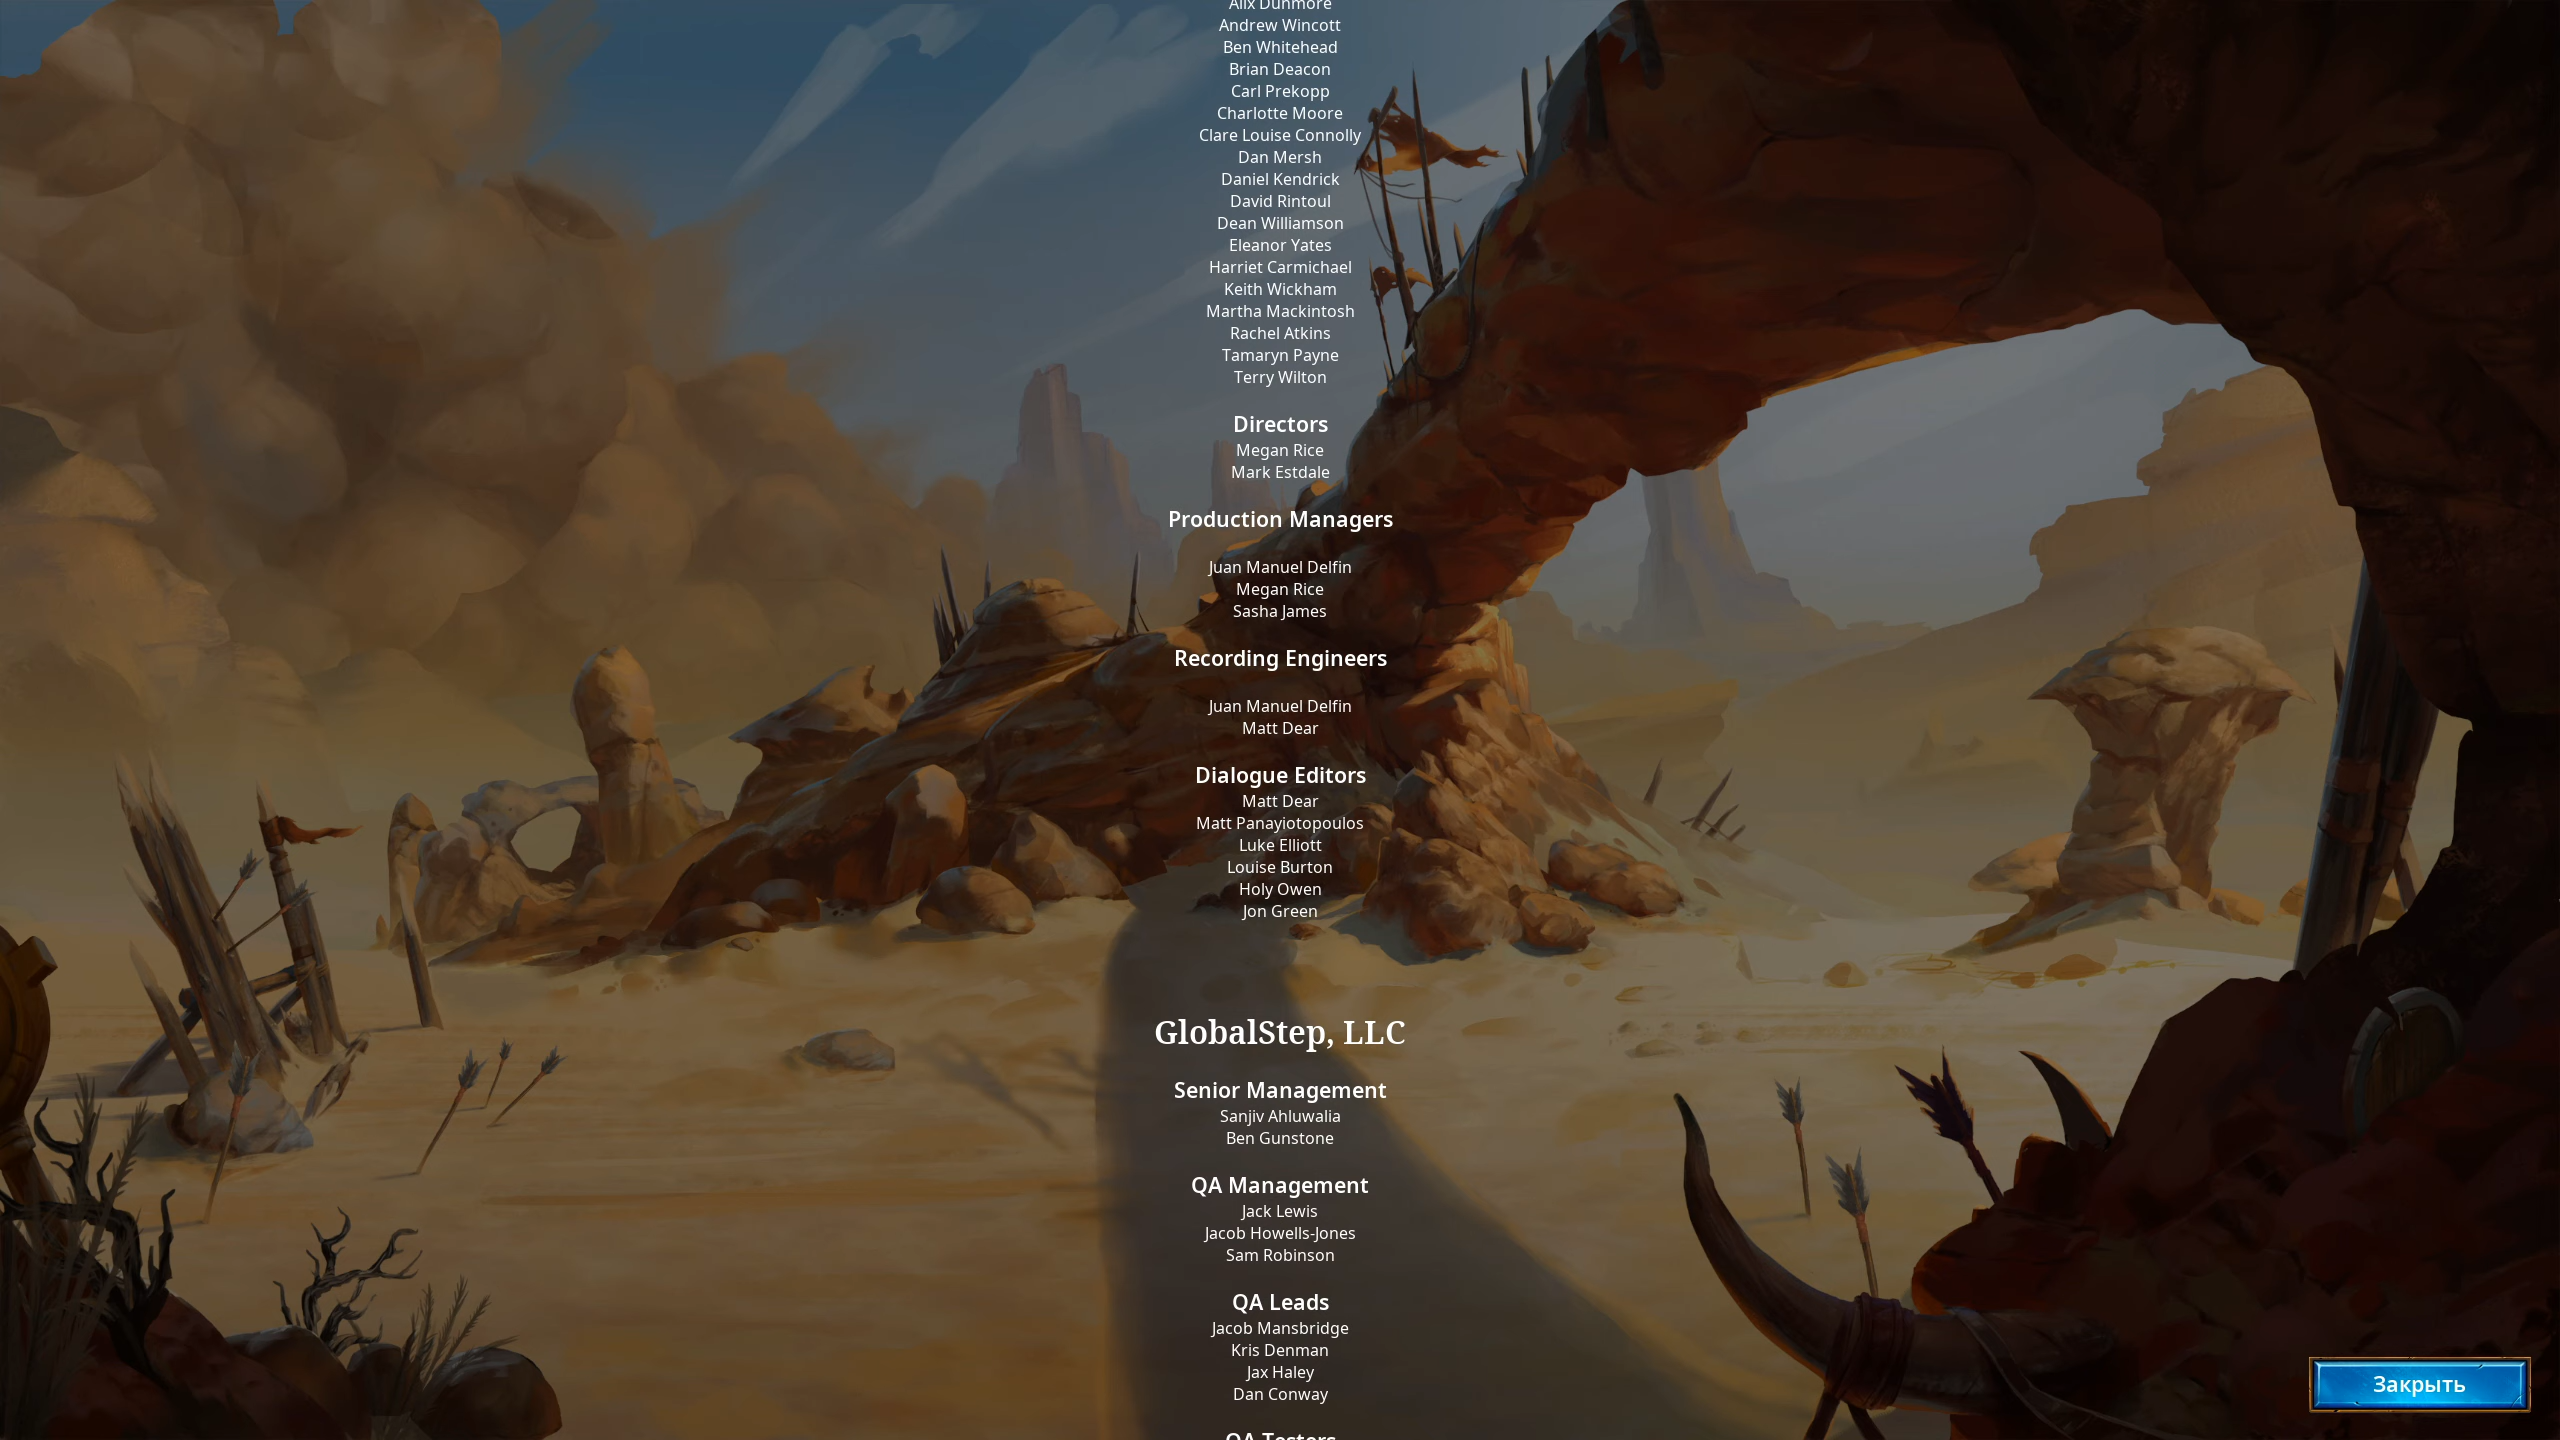 Alix Dunmore
Andrew Wincott
Ben Whitehead
Brian Deacon
Carl Prekopp
Charlotte Moore
Clare Louise Connolly
Dan Mersh
Daniel Kendrick
David Rintoul
Dean Williamson
Eleanor Yates
Harriet Carmichael
Keith Wickham
Martha Mackintosh
Rachel Atkins
Tamaryn Payne
Terry Wilton
Directors
Megan Rice
Mark Estdale
Production Managers
Juan Manuel Delfin
Megan Rice
Sasha James
Recording Engineers
Juan Manuel Delfin
Matt Dear
Dialogue Editors
Matt Dear
Matt Panayiotopoulos
Luke Elliott
Louise Burton
Holy Owen
Jon Green
GlobalStep, LLC
Senior Management
Sanjiv Ahluwalia
Ben Gunstone
QA Management
Jack Lewis
Jacob Howells-Jones
Sam Robinson
QA Leads
Jacob Mansbridge
Kris Denman
Jax Haley
Dan Conway
QA Testers
Закрыть